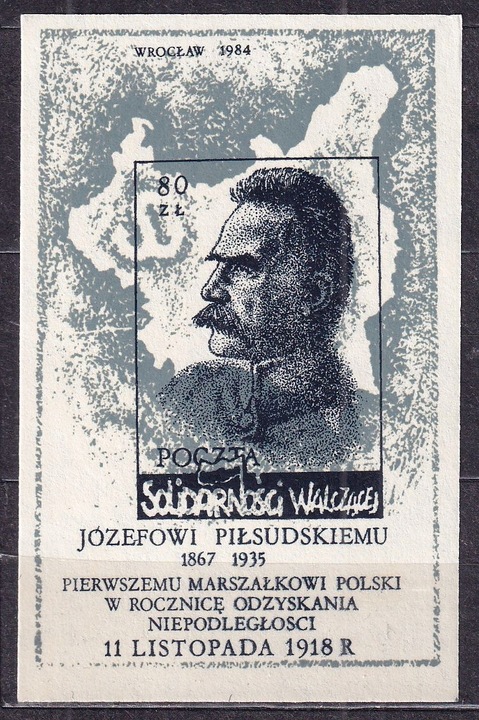 WROCŁAW 1984
80
ZŁ
POCZTA
SOLIDARNOŚCI WALCZĄCEJ
JÓZEFOWI PIŁSUDSKIEMU
1867 1935
PIERWSZEMU MARSZAŁKOWI POLSKI
W ROCZNICĘ ODZYSKANIA
NIEPODLEGŁOSCI
11 LISTOPADA 1918 R